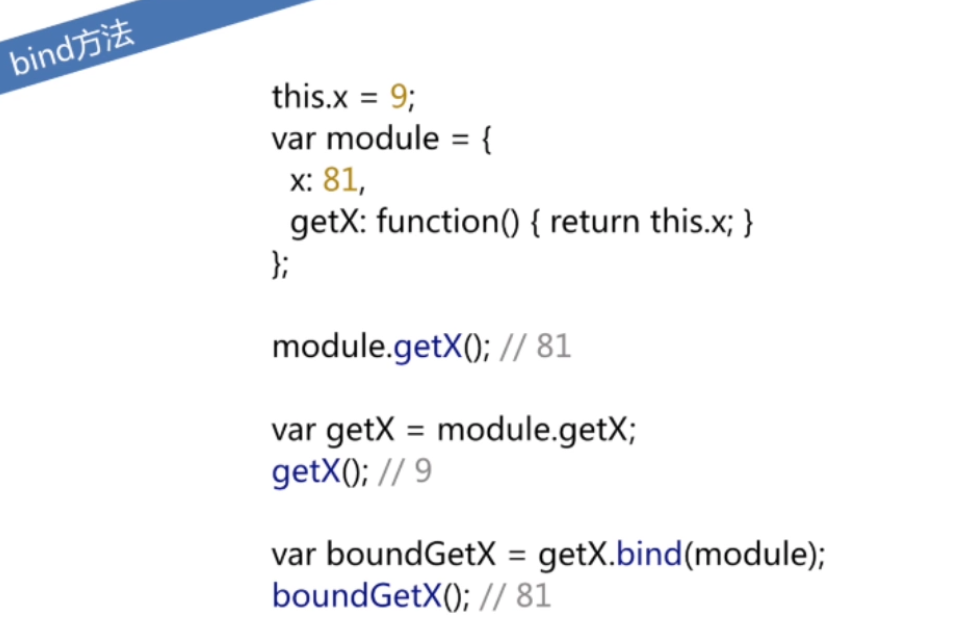 bind方法
this.x = 9;
var module = {
x: 81,
getX: function() { return this.x; }
};
module.getX(); // 81
var getX = module.getX;
getX(); // 9
var boundGetX = getX.bind(module);
boundGetX(); // 81